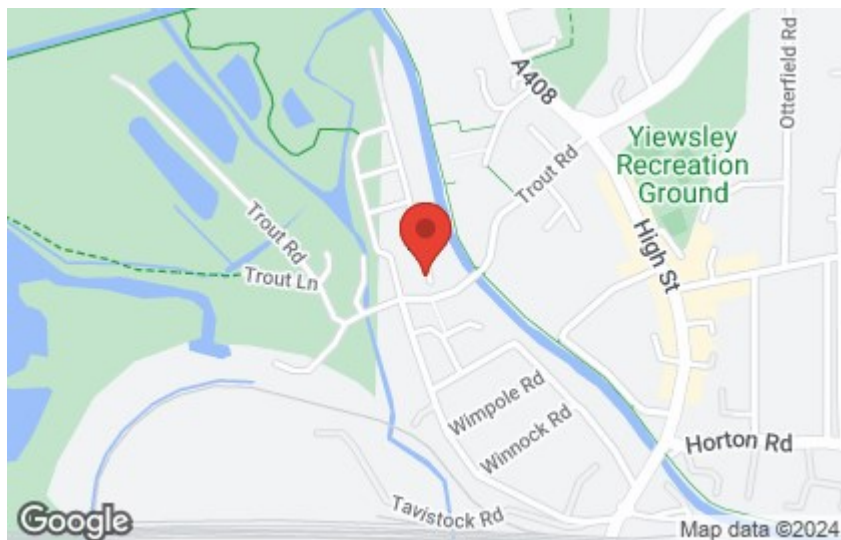 Otterfield Rd
A408
Yiewsley
Recreation
Ground
Trout Rd
Trout Rd
High St
Trout Ln
Wimpole Rd
Winnock Rd
Horton Rd
Tavistock Rd
Google
Map data ©2024